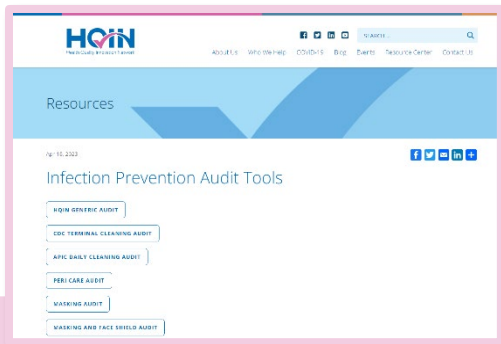 HQIN
SEARCH...
About Us Who We Help COVID-19 Blog Events Resource Center Contact Us
Resources
2023
Infection Prevention Audit Tools
HQIN GENERIC AUDIT
CDC TERMINAL CLEANING AUDIT
APIC DAILY CLEANING AUDIT
PERI CARE AUDIT
MASKING AUDIT
MASKING AND FACE SHIELD AUDIT